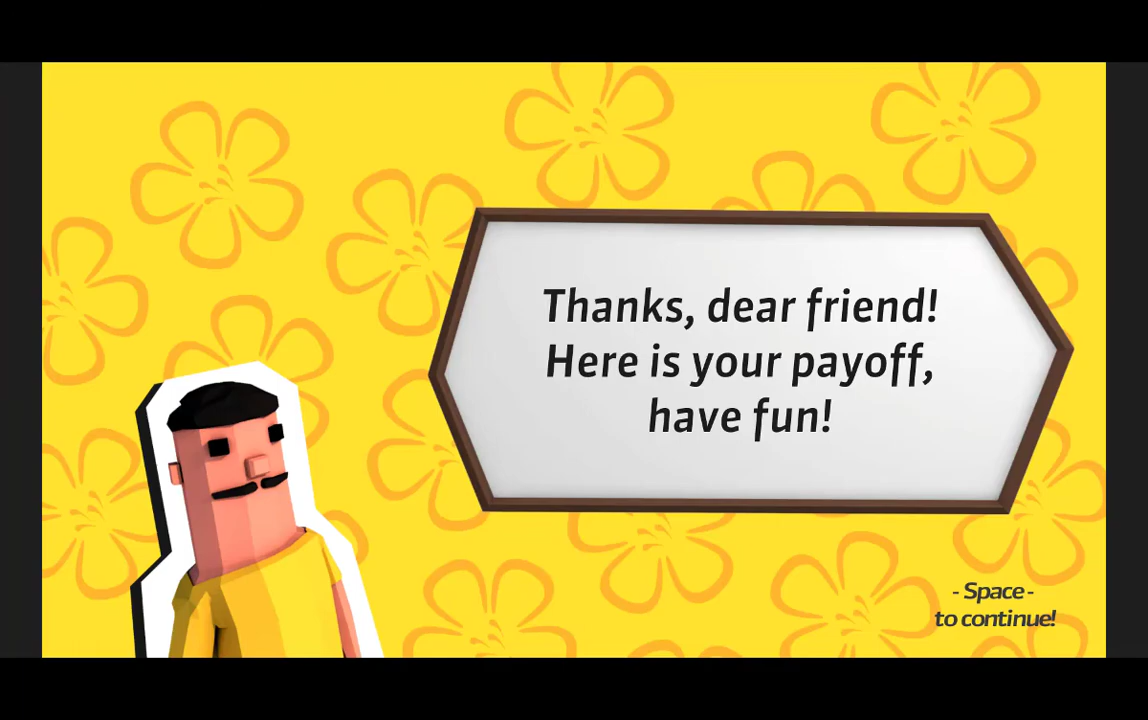 Thanks, dear friend!
Here is your payoff,
have fun!
- Space -
to continue!